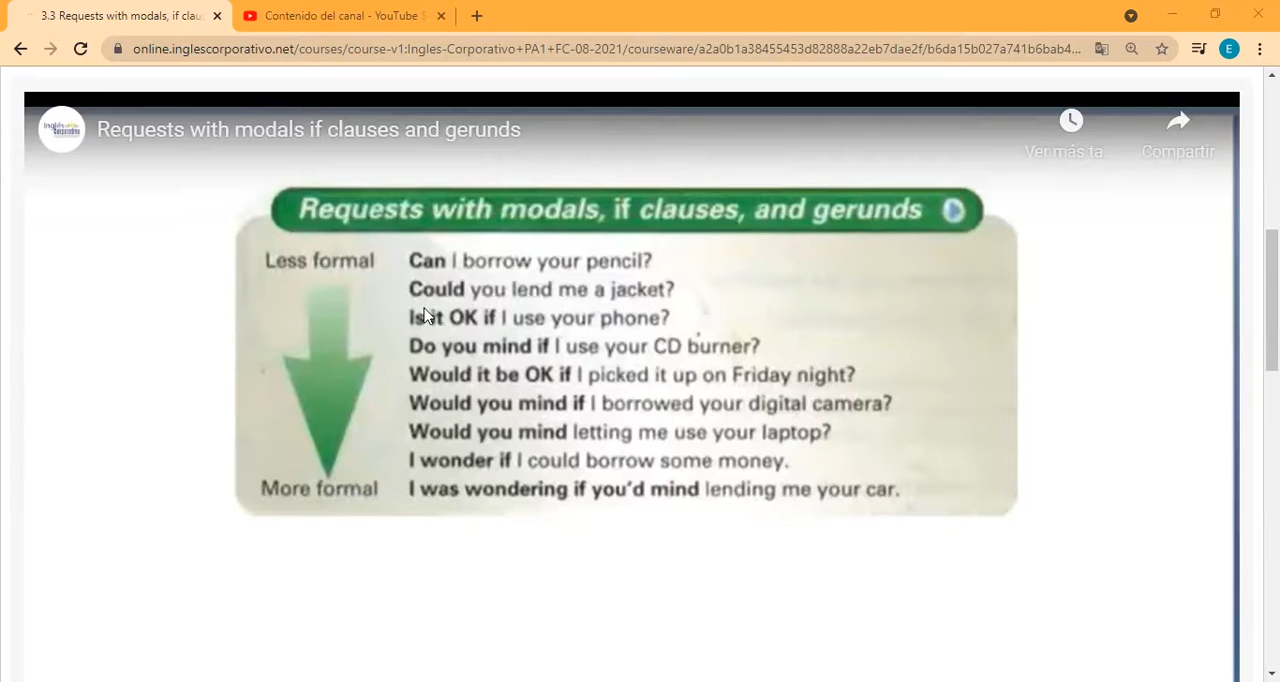 3.3 Requests with modals, if clau
Contenido del canal - YouTube S
online.inglescorporativo.net/courses/course-v1:Ingles-Corporativo+PA1+FC-08-2021/courseware/a2a0b1a38455453d82888a22eb7dae2f/b6da15b027a741b6bab4...
E
Requests with modals if clauses and gerunds
Ver más ta
Compartir
Requests with modals, if clauses, and gerunds
Less formal
Can I borrow your pencil?
Could you lend me a jacket?
Is it OK if I use your phone?
Do you mind if I use your CD burner?
Would it be OK if I picked it up on Friday night?
Would you mind if I borrowed your digital camera?
Would you mind letting me use your laptop?
I wonder if I could borrow some money.
More formal
I was wondering if you'd mind lending me your car.